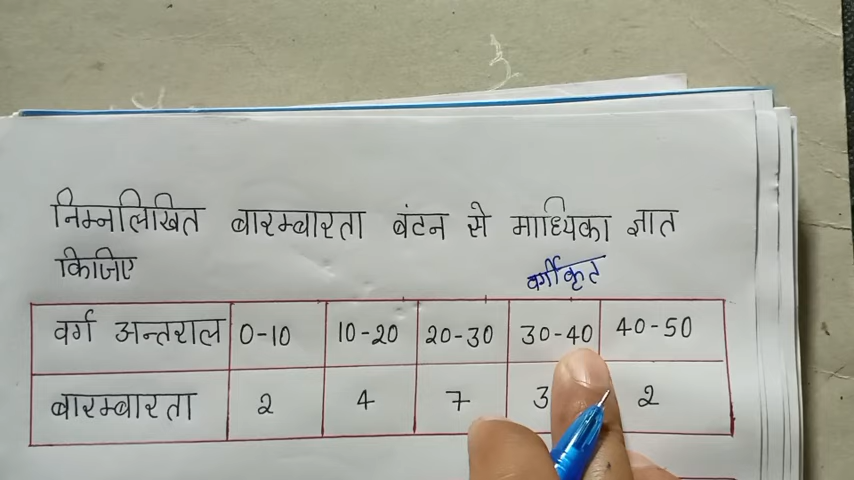 निम्नलिखित बारम्बारता बंटन से माध्यिका ज्ञात
किजिए
वर्गीकृत
वर्ग अन्तराल 0-10 10-20 20-30 30-40 40-50
बारम्बारता 2 4 7 3 2